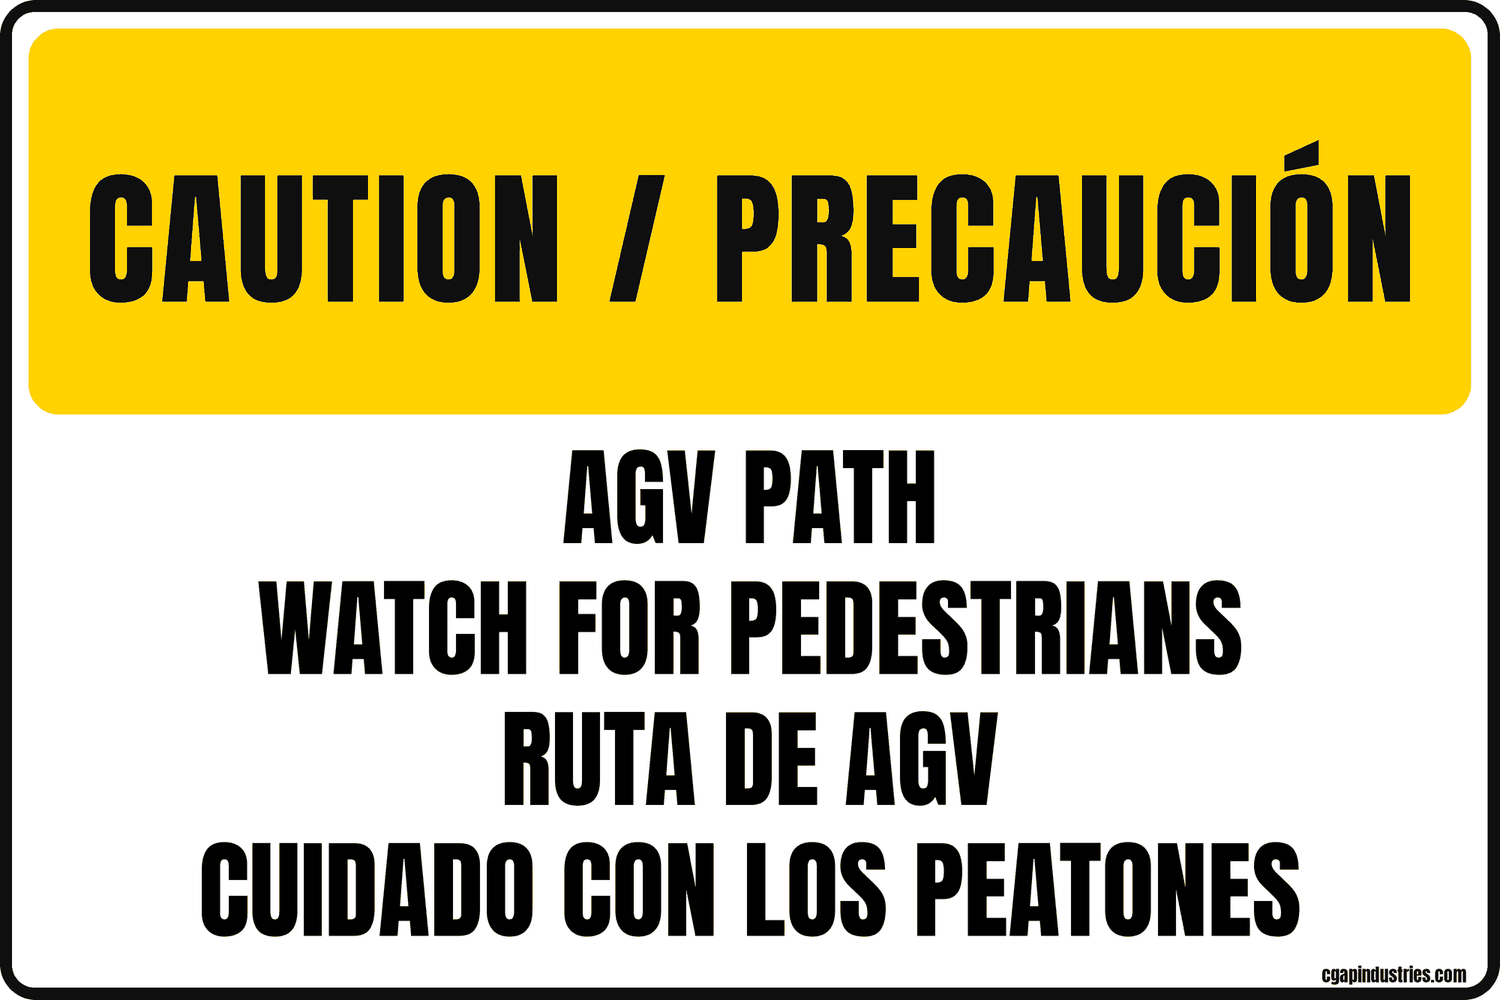 CAUTION / PRECAUCIÓN
AGV PATH
WATCH FOR PEDESTRIANS
RUTA DE AGV
CUIDADO CON LOS PEATONES
cgapindustries.com